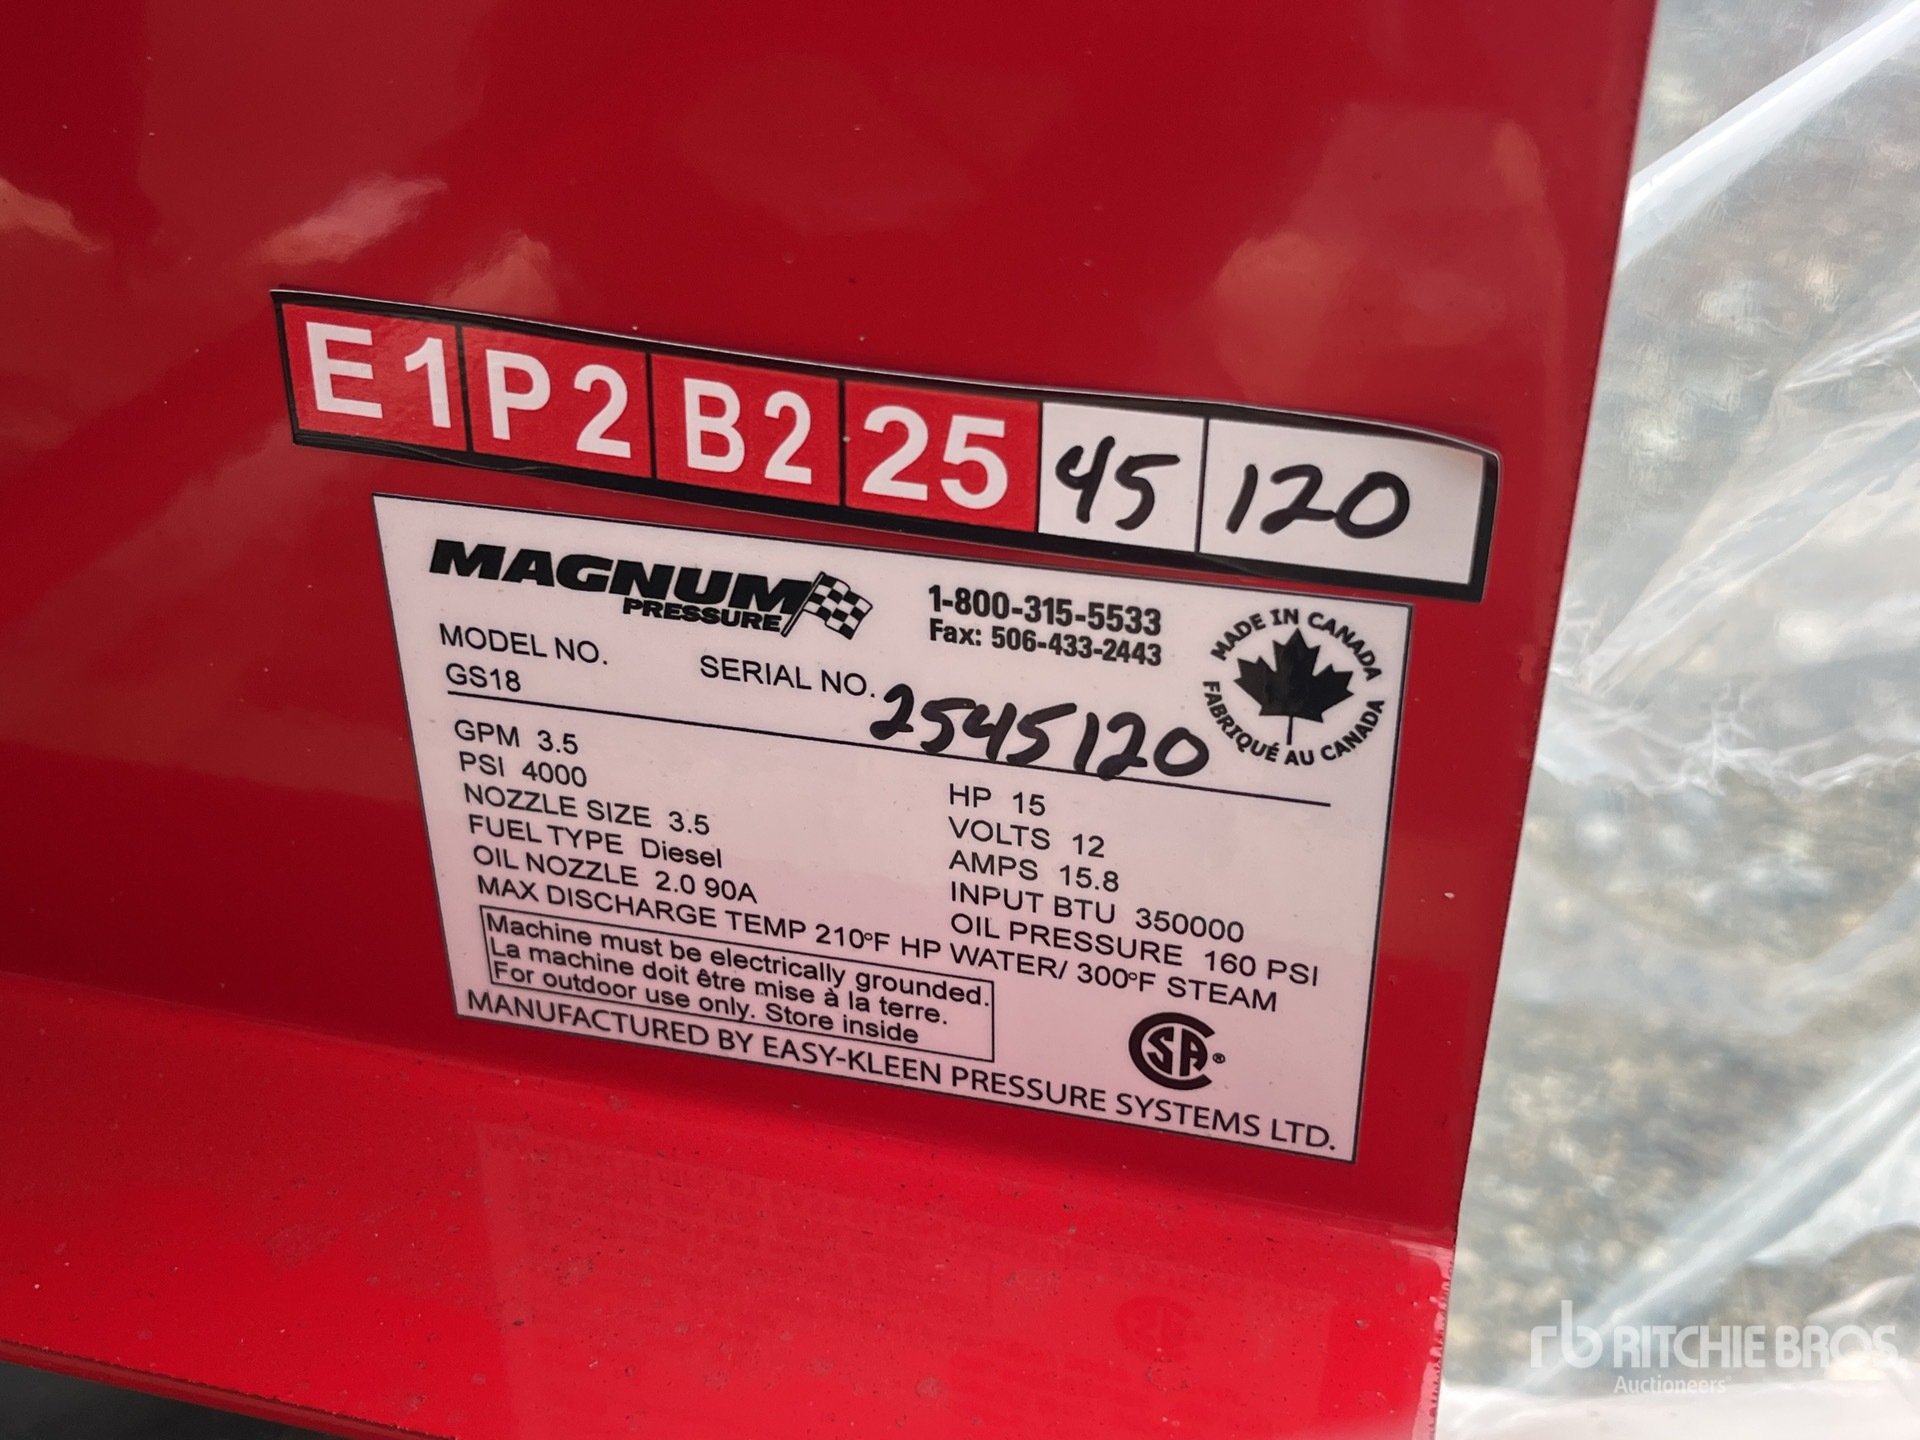 E1 P2 B2 25 45 120
MAGNUM
PRESSURE
1-800-315-5533
Fax: 506-433-2443
MADE IN CANADA
FABRIQUÉ AU CANADA
MODEL NO.
GS18
SERIAL NO. 2545120
GPM 3.5
PSI 4000
NOZZLE SIZE 3.5
FUEL TYPE Diesel
OIL NOZZLE 2.0 90A
HP 15
VOLTS 12
AMPS 15.8
INPUT BTU 350000
OIL PRESSURE 160 PSI
MAX DISCHARGE TEMP 210°F HP WATER/ 300°F STEAM
Machine must be electrically grounded.
La machine doit être mise à la terre.
For outdoor use only. Store inside
CSA®
MANUFACTURED BY EASY-KLEEN PRESSURE SYSTEMS LTD.
rb RITCHIE BROS.
Auctioneers